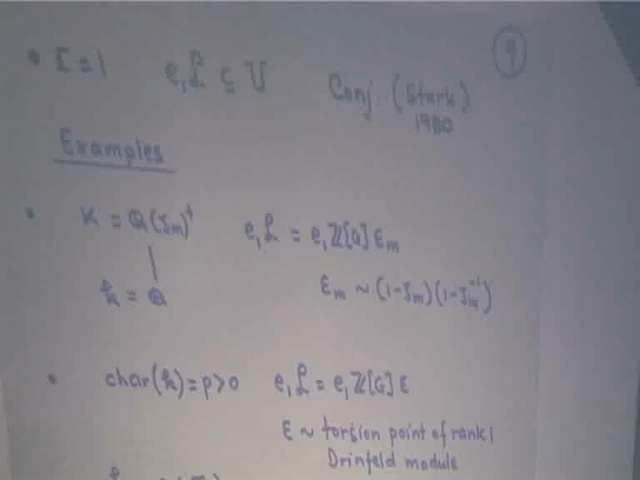 9
• r = 1 e₁𝓛 ⊆ U Conj. (Stark)
1980
Examples
• K = ℚ(ζₘ)⁺ e₁𝓛 = e₁ℤ[G]εₘ
|
k = ℚ εₘ ~ (1-ζₘ)(1-ζₘ⁻¹)
• char(k) = p > 0 e₁𝓛 = e₁ℤ[G]ε
ε ~ torsion point of rank 1
Drinfeld module